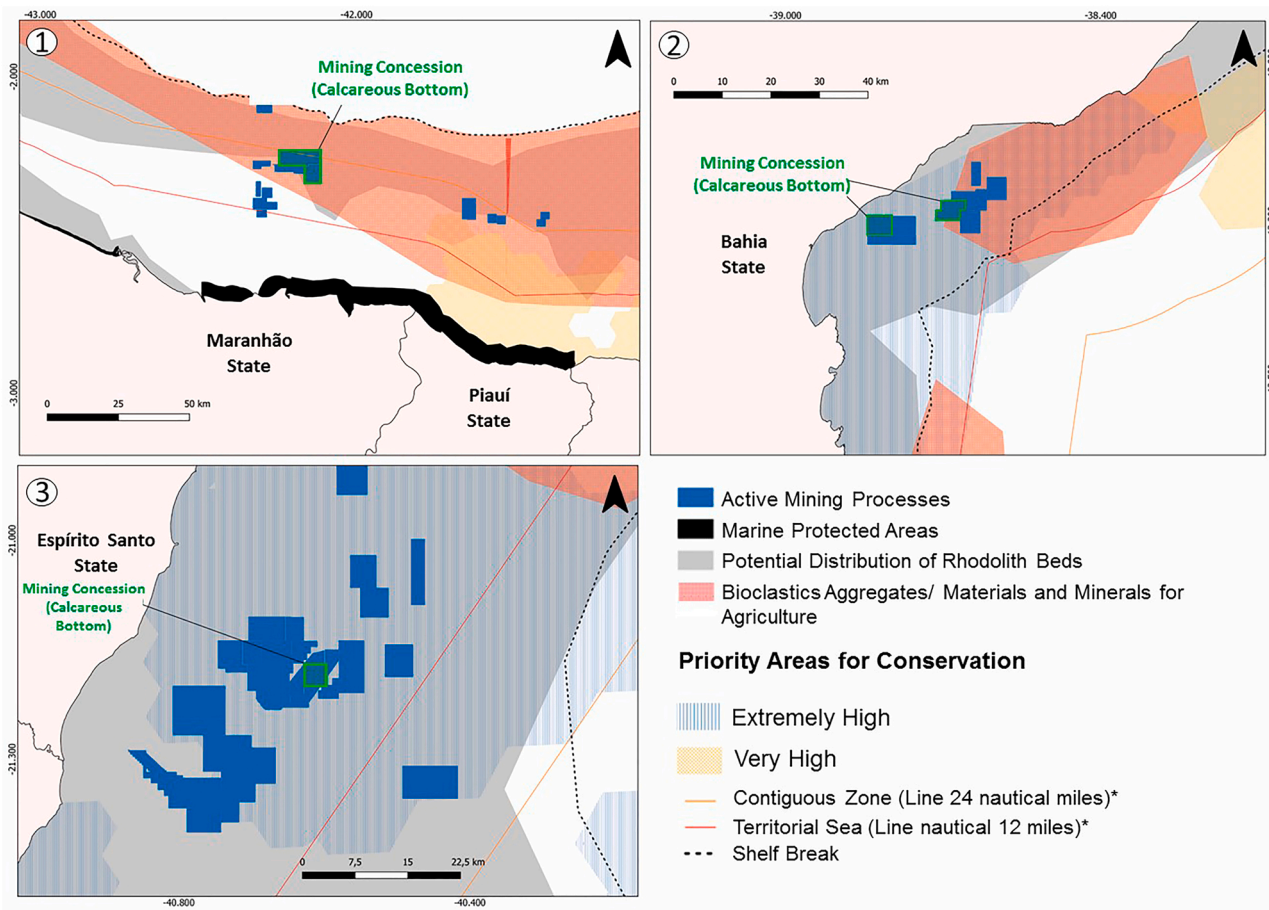 -43.000
-42.000
1
-2.000
Mining Concession
(Calcareous Bottom)
Maranhão
State
-3.000
0 25 50 km
Piauí
State
-39.000
-38.400
2
0 10 20 30 40 km
Mining Concession
(Calcareous Bottom)
Bahia
State
3
-21.000
Espírito Santo
State
Mining Concession
(Calcareous
Bottom)
-21.300
0 7,5 15 22,5 km
-40.800
-40.400
Active Mining Processes
Marine Protected Areas
Potential Distribution of Rhodolith Beds
Bioclastics Aggregates/ Materials and Minerals for
Agriculture
Priority Areas for Conservation
Extremely High
Very High
Contiguous Zone (Line 24 nautical miles)*
Territorial Sea (Line nautical 12 miles)*
Shelf Break